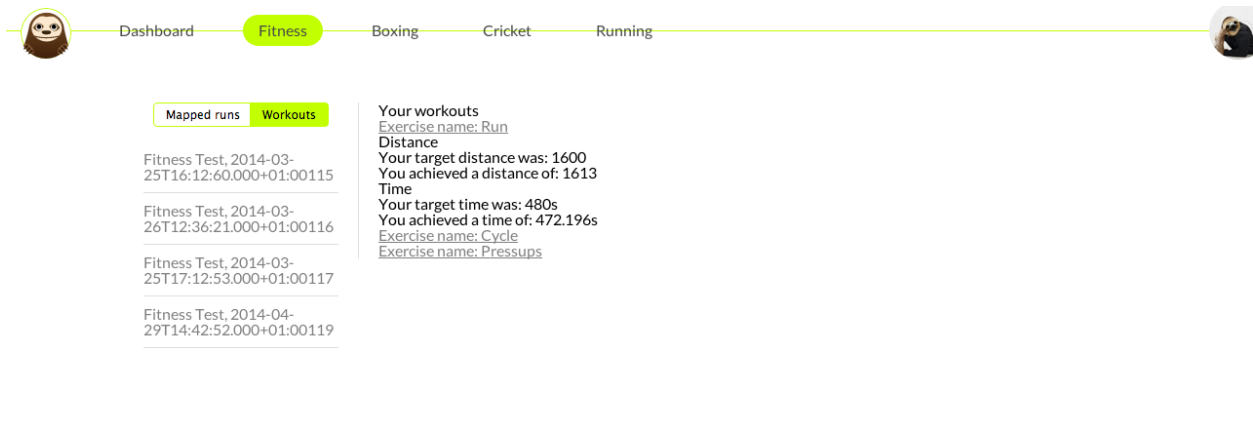 Dashboard
Fitness
Boxing
Cricket
Running
Mapped runs
Workouts
Fitness Test, 2014-03-
25T16:12:60.000+01:00115
Fitness Test, 2014-03-
26T12:36:21.000+01:00116
Fitness Test, 2014-03-
25T17:12:53.000+01:00117
Fitness Test, 2014-04-
29T14:42:52.000+01:00119
Your workouts
Exercise name: Run
Distance
Your target distance was: 1600
You achieved a distance of: 1613
Time
Your target time was: 480s
You achieved a time of: 472.196s
Exercise name: Cycle
Exercise name: Pressups